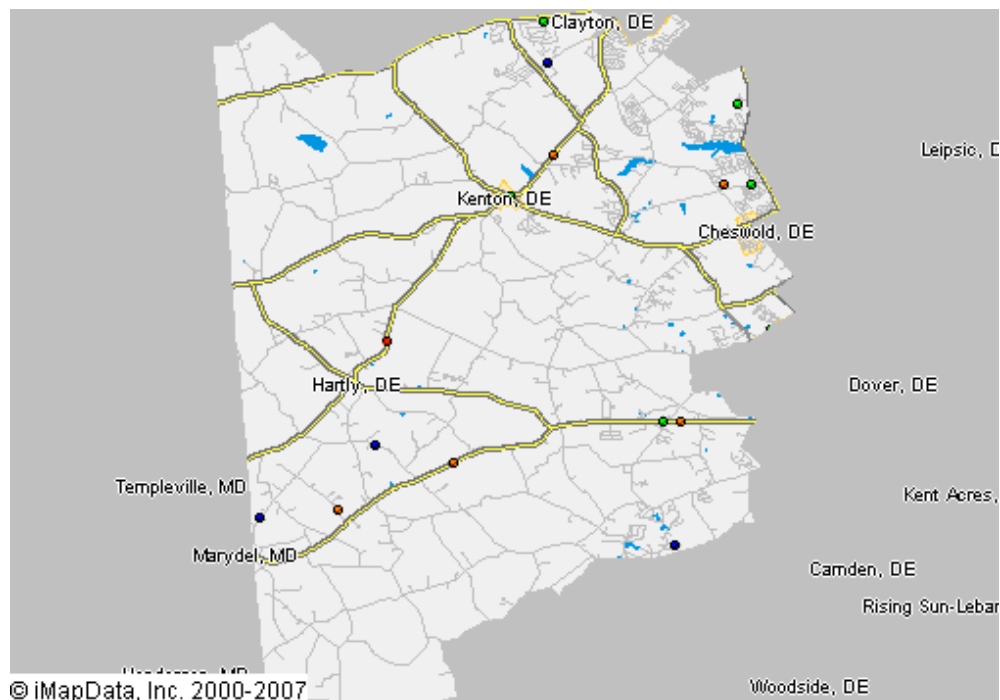 Clayton, DE
Leipsic, D
Kenton, DE
Cheswold, DE
Hartly, DE
Dover, DE
Templeville, MD
Kent Acres,
Marydel, MD
Camden, DE
Rising Sun-Lebar
Woodside, DE
© iMapData, Inc. 2000-2007